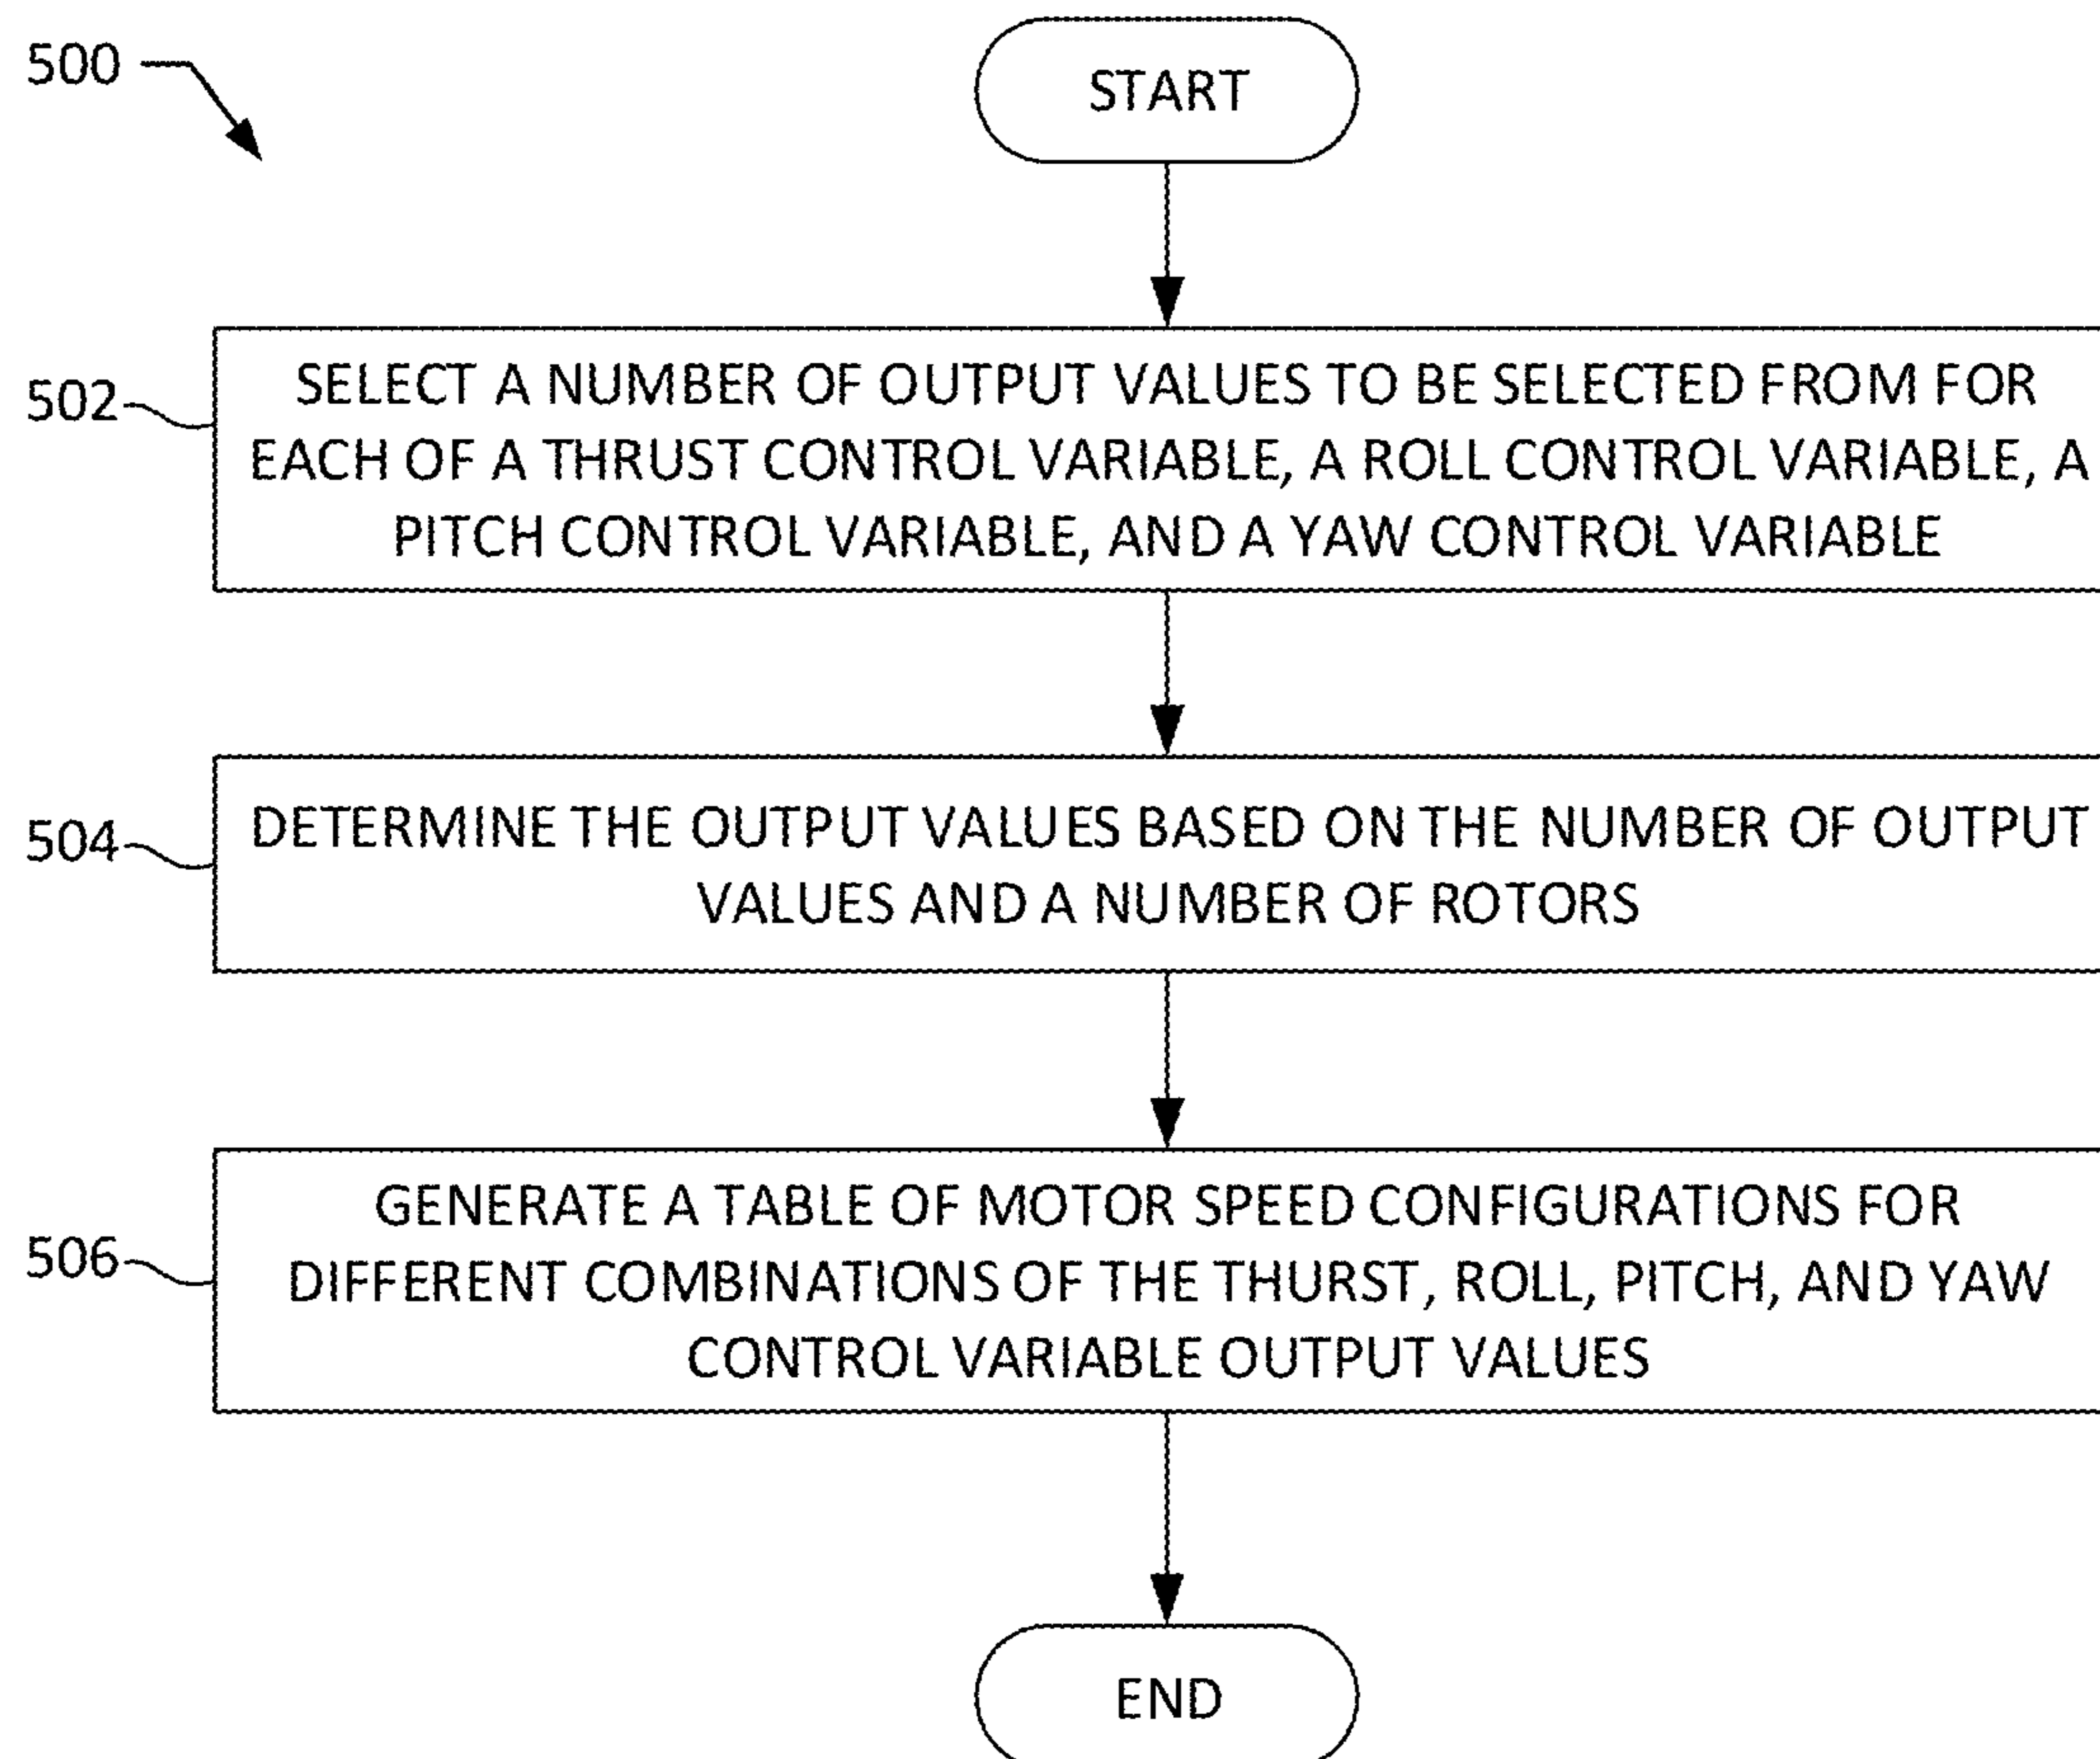 500
START
502
SELECT A NUMBER OF OUTPUT VALUES TO BE SELECTED FROM FOR
EACH OF A THRUST CONTROL VARIABLE, A ROLL CONTROL VARIABLE, A
PITCH CONTROL VARIABLE, AND A YAW CONTROL VARIABLE
504
DETERMINE THE OUTPUT VALUES BASED ON THE NUMBER OF OUTPUT
VALUES AND A NUMBER OF ROTORS
506
GENERATE A TABLE OF MOTOR SPEED CONFIGURATIONS FOR
DIFFERENT COMBINATIONS OF THE THURST, ROLL, PITCH, AND YAW
CONTROL VARIABLE OUTPUT VALUES
END